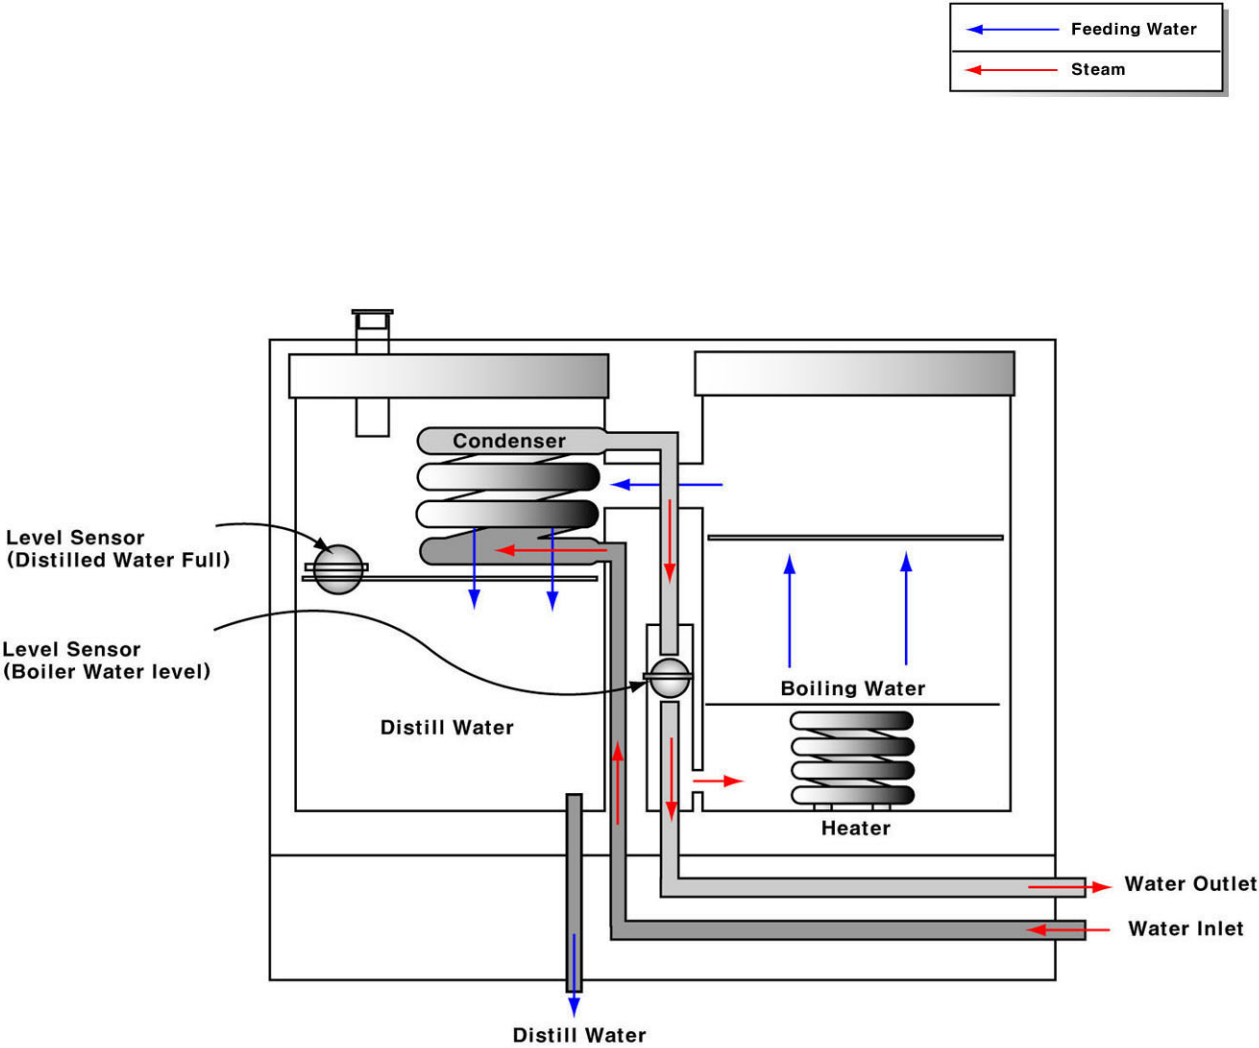 Feeding Water
Steam
Condenser
Level Sensor
(Distilled Water Full)
Level Sensor
(Boiler Water level)
Boiling Water
Distill Water
Heater
Water Outlet
Water Inlet
Distill Water